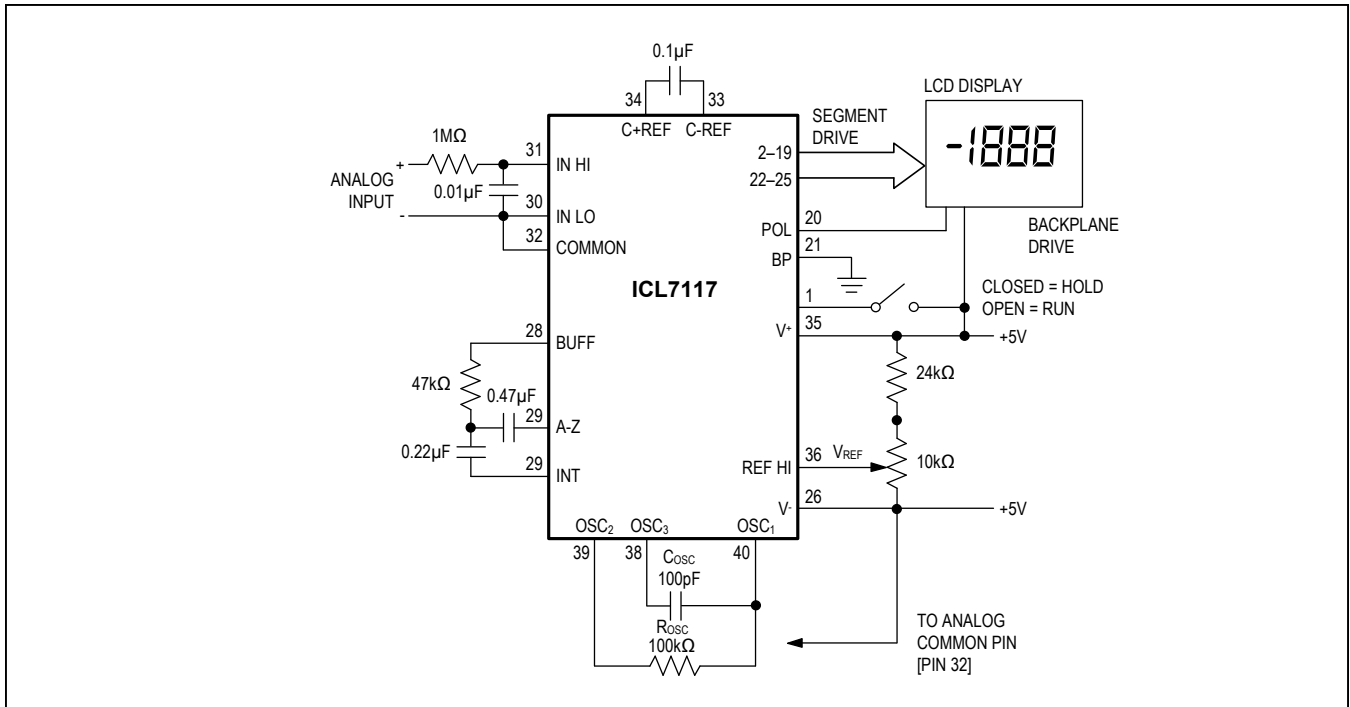 0.1µF
34
33
C+REF C-REF
LCD DISPLAY
-1888
SEGMENT
DRIVE
2–19
22–25
1MΩ
+
31
IN HI
ANALOG
INPUT
0.01µF
-
30
IN LO
32
COMMON
POL
20
BP
21
BACKPLANE
DRIVE
ICL7117
1
CLOSED = HOLD
OPEN = RUN
V+
35
+5V
28
BUFF
47kΩ
24kΩ
0.47µF
29
A-Z
0.22µF
29
INT
REF HI
36
VREF
10kΩ
V-
26
+5V
OSC2 OSC3 OSC1
39
38
40
COSC
100pF
ROSC
100kΩ
TO ANALOG
COMMON PIN
[PIN 32]